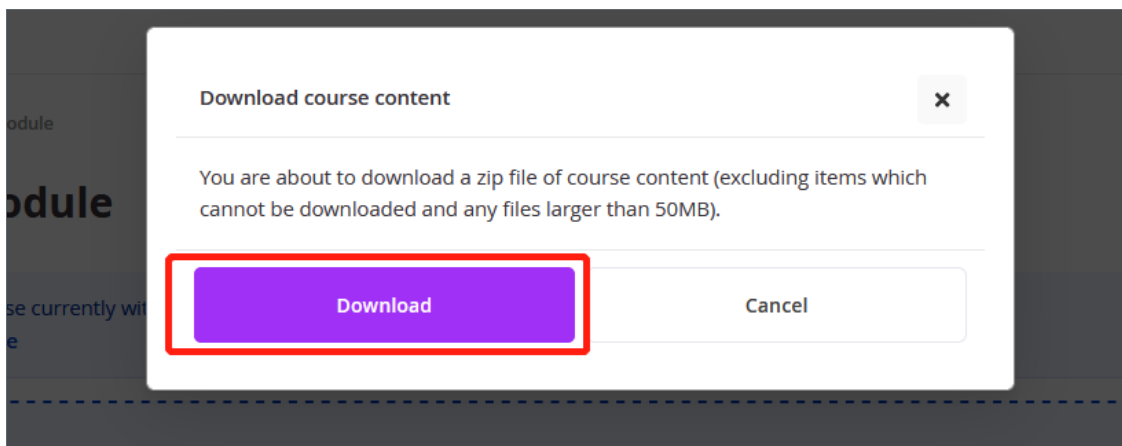 Download course content
odule
You are about to download a zip file of course content (excluding items which
odule
cannot be downloaded and any files larger than 50MB).
Download
Cancel
se currently wit
e